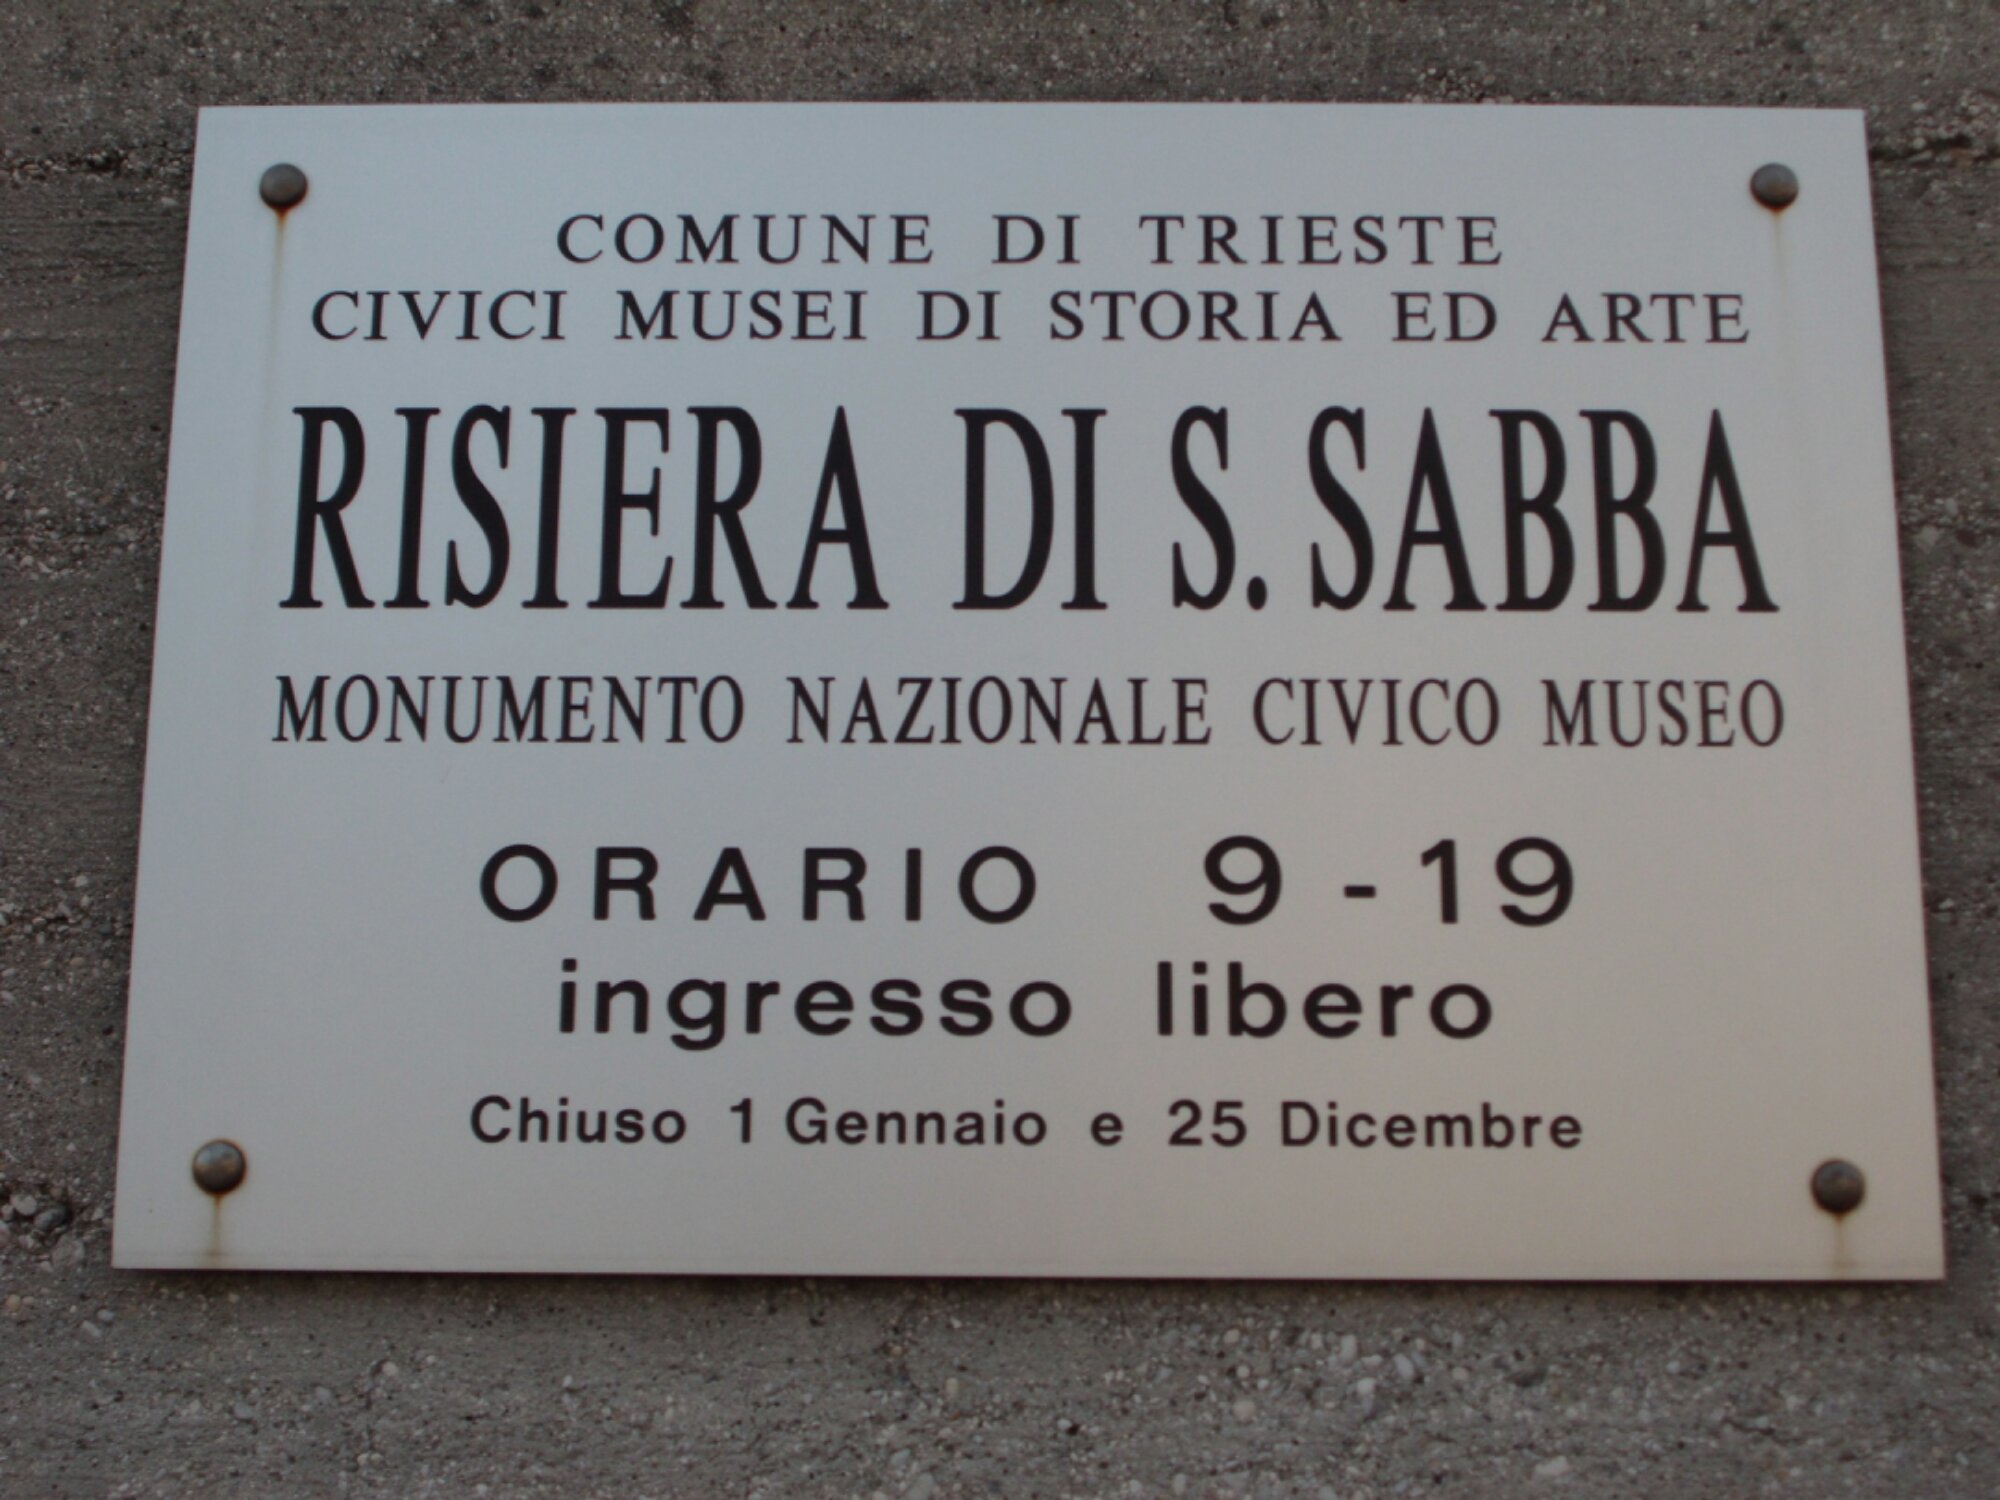 COMUNE DI TRIESTE
CIVICI MUSEI DI STORIA ED ARTE
RISIERA DI S. SABBA
MONUMENTO NAZIONALE CIVICO MUSEO
ORARIO 9 - 19
ingresso libero
Chiuso 1 Gennaio e 25 Dicembre